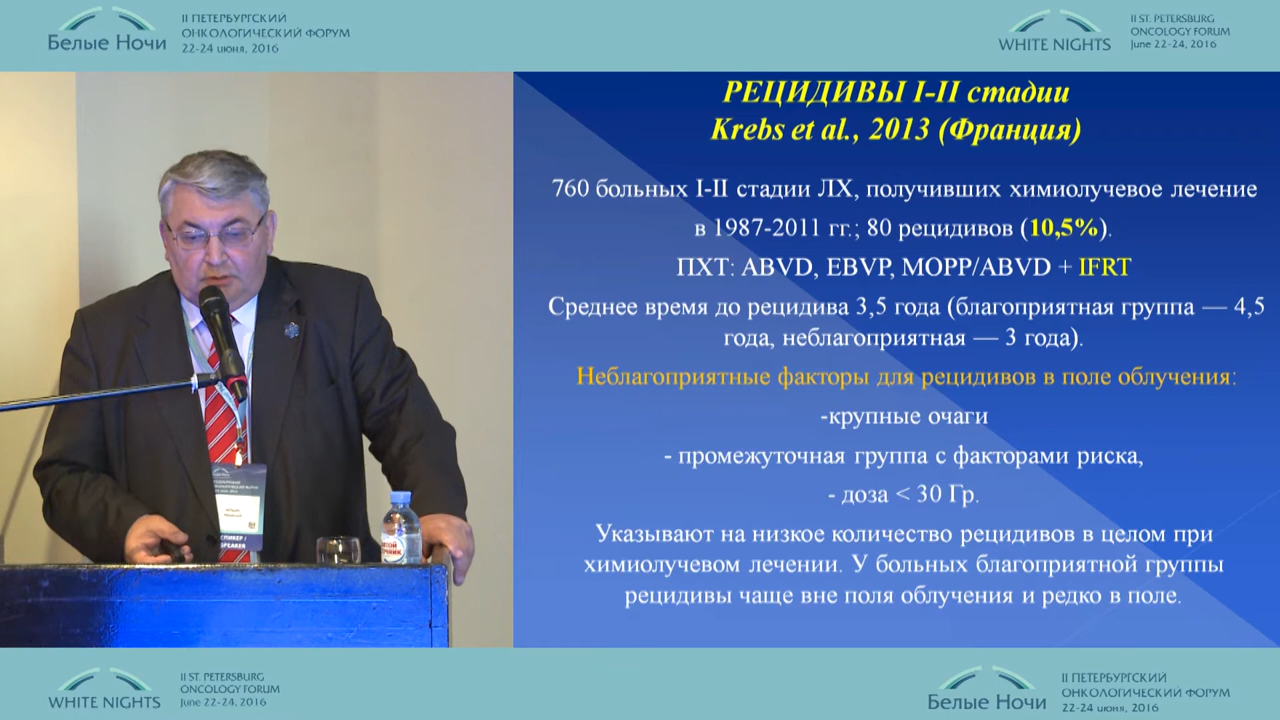 Белые Ночи
II ПЕТЕРБУРГСКИЙ
ОНКОЛОГИЧЕСКИЙ ФОРУМ
22-24 июня, 2016
WHITE NIGHTS
II ST. PETERSBURG
ONCOLOGY FORUM
June 22-24, 2016
РЕЦИДИВЫ I-II стадии
Krebs et al., 2013 (Франция)
760 больных I-II стадии ЛХ, получивших химиолучевое лечение
в 1987-2011 гг.; 80 рецидивов (10,5%).
ПХТ: ABVD, EBVP, MOPP/ABVD + IFRT
Среднее время до рецидива 3,5 года (благоприятная группа — 4,5
года, неблагоприятная — 3 года).
Неблагоприятные факторы для рецидивов в поле облучения:
-крупные очаги
- промежуточная группа с факторами риска,
- доза < 30 Гр.
Указывают на низкое количество рецидивов в целом при
химиолучевом лечении. У больных благоприятной группы
рецидивы чаще вне поля облучения и редко в поле.
СПИКЕР /
SPEAKER
WHITE NIGHTS
II ST. PETERSBURG
ONCOLOGY FORUM
June 22-24, 2016
Белые Ночи
II ПЕТЕРБУРГСКИЙ
ОНКОЛОГИЧЕСКИЙ ФОРУМ
22-24 июня, 2016